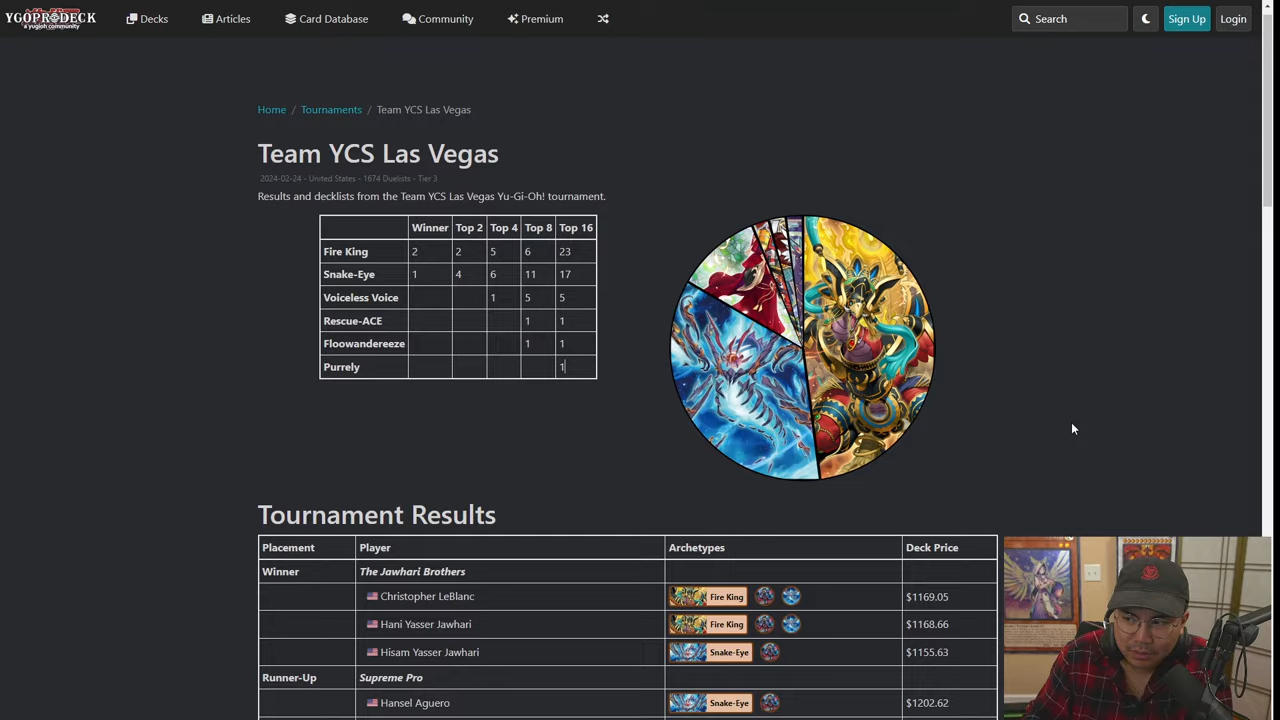 YGOPRODECK
a yugioh community
Decks
Articles
Card Database
Community
Premium
Search
Sign Up
Login
Home / Tournaments / Team YCS Las Vegas
Team YCS Las Vegas
2024-02-24 - United States - 1674 Duelists - Tier 3
Results and decklists from the Team YCS Las Vegas Yu-Gi-Oh! tournament.
Winner Top 2 Top 4 Top 8 Top 16
Fire King 2 2 5 6 23
Snake-Eye 1 4 6 11 17
Voiceless Voice 1 5 5
Rescue-ACE 1 1
Floowandereeze 1 1
Purrely 1
Tournament Results
Placement Player Archetypes Deck Price
Winner The Jawhari Brothers
Christopher LeBlanc Fire King $1169.05
Hani Yasser Jawhari Fire King $1168.66
Hisam Yasser Jawhari Snake-Eye $1155.63
Runner-Up Supreme Pro
Hansel Aguero Snake-Eye $1202.62